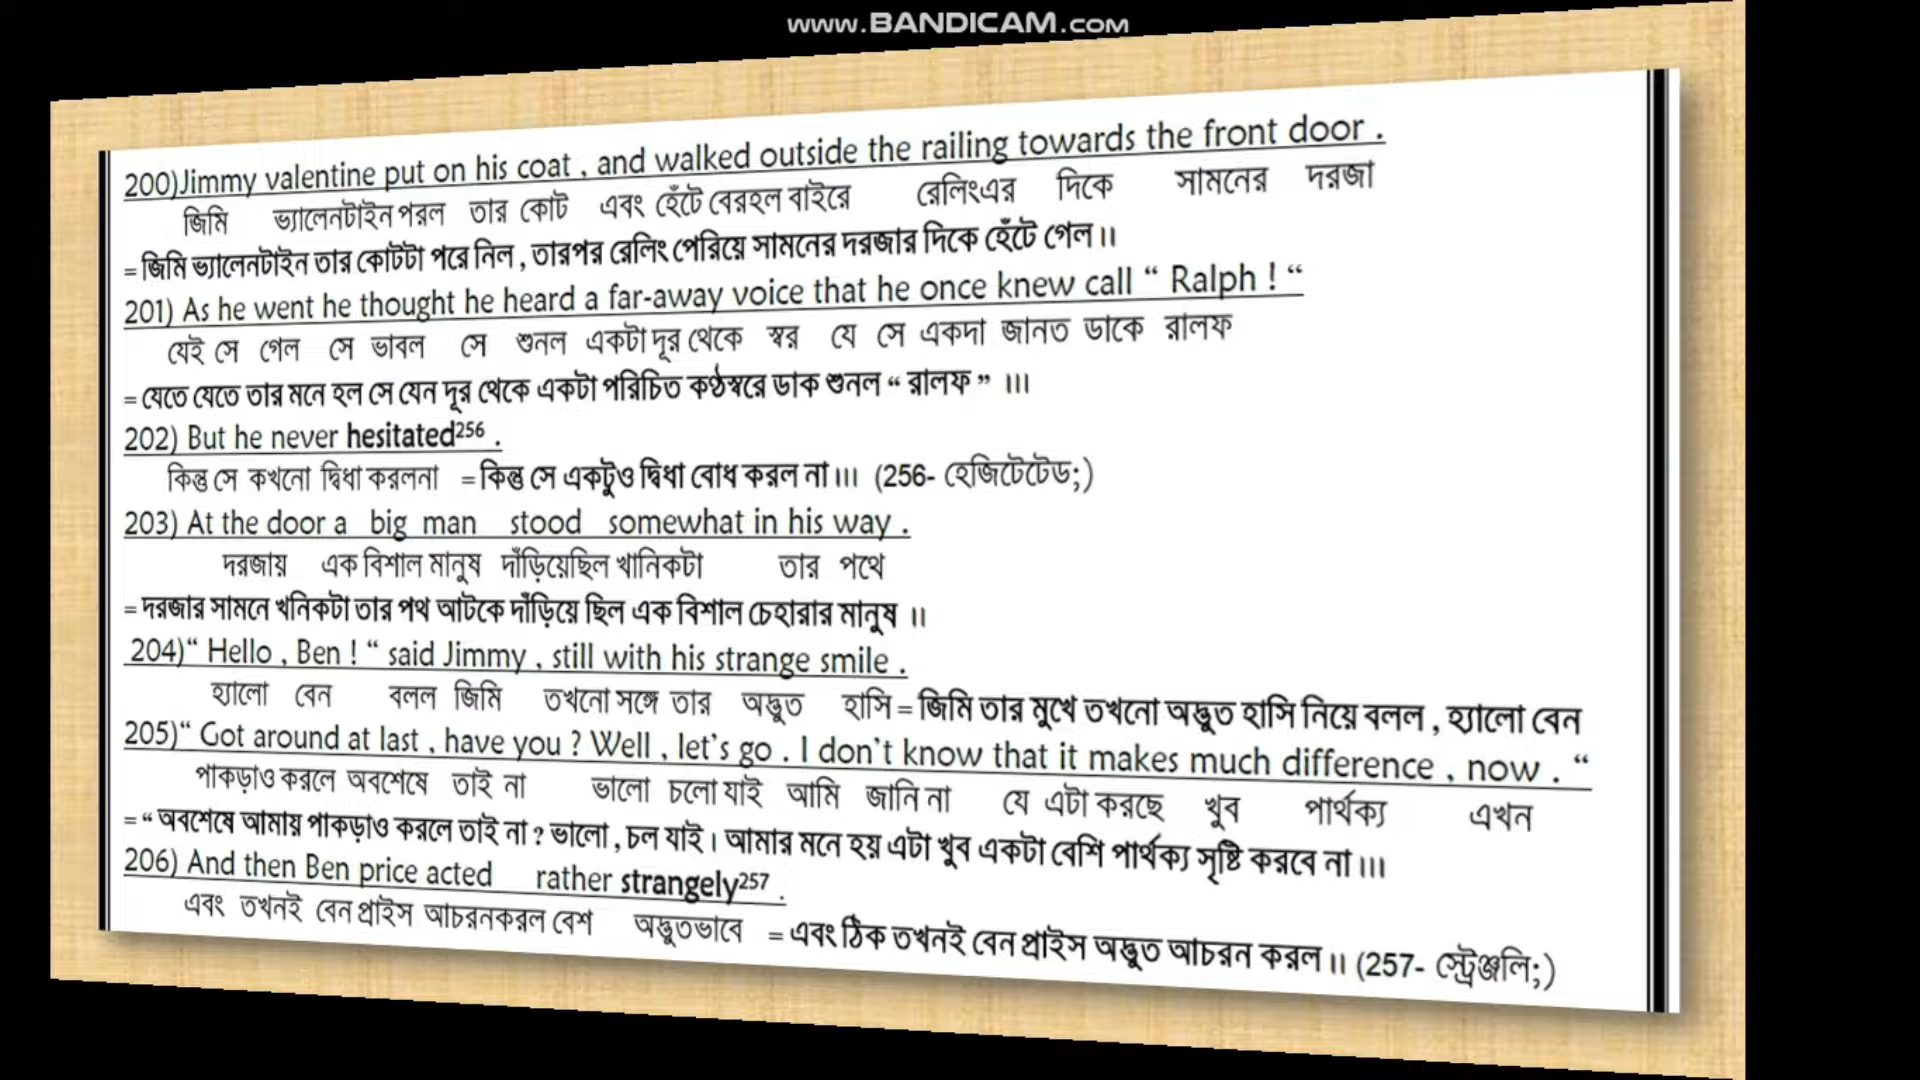 www.BANDICAM.com
200)Jimmy valentine put on his coat , and walked outside the railing towards the front door .
জিমি ভ্যালেনটাইন পরল তার কোট এবং হেঁটে বেরহল বাইরে রেলিংএর দিকে সামনের দরজা
= জিমি ভ্যালেনটাইন তার কোটটা পরে নিল , তারপর রেলিং পেরিয়ে সামনের দরজার দিকে হেঁটে গেল।।
201) As he went he thought he heard a far-away voice that he once knew call “ Ralph ! “
যেই সে গেল সে ভাবল সে শুনল একটা দূর থেকে স্বর যে সে একদা জানত ডাকে রালফ
= যেতে যেতে তার মনে হল সে যেন দূর থেকে একটা পরিচিত কণ্ঠস্বরে ডাক শুনল “ রালফ ” ।।।
202) But he never hesitated256 .
কিন্তু সে কখনো দ্বিধা করলনা = কিন্তু সে একটুও দ্বিধা বোধ করল না।।। (256- হেজিটেটেড;)
203) At the door a big man stood somewhat in his way .
দরজায় এক বিশাল মানুষ দাঁড়িয়েছিল খানিকটা তার পথে
= দরজার সামনে খনিকটা তার পথ আটকে দাঁড়িয়ে ছিল এক বিশাল চেহারার মানুষ ।।
204)“ Hello , Ben ! “ said Jimmy , still with his strange smile .
হ্যালো বেন বলল জিমি তখনো সঙ্গে তার অদ্ভুত হাসি = জিমি তার মুখে তখনো অদ্ভুত হাসি নিয়ে বলল , হ্যালো বেন
205)“ Got around at last , have you ? Well , let’s go . I don’t know that it makes much difference , now . “
পাকড়াও করলে অবশেষে তাই না ভালো চলো যাই আমি জানি না যে এটা করছে খুব পার্থক্য এখন
= “ অবশেষে আমায় পাকড়াও করলে তাই না ? ভালো , চল যাই। আমার মনে হয় এটা খুব একটা বেশি পার্থক্য সৃষ্টি করবে না।।।
206) And then Ben price acted rather strangely257 .
এবং তখনই বেন প্রাইস আচরনকরল বেশ অদ্ভুতভাবে = এবং ঠিক তখনই বেন প্রাইস অদ্ভুত আচরন করল।। (257- স্ট্রেঞ্জলি;)